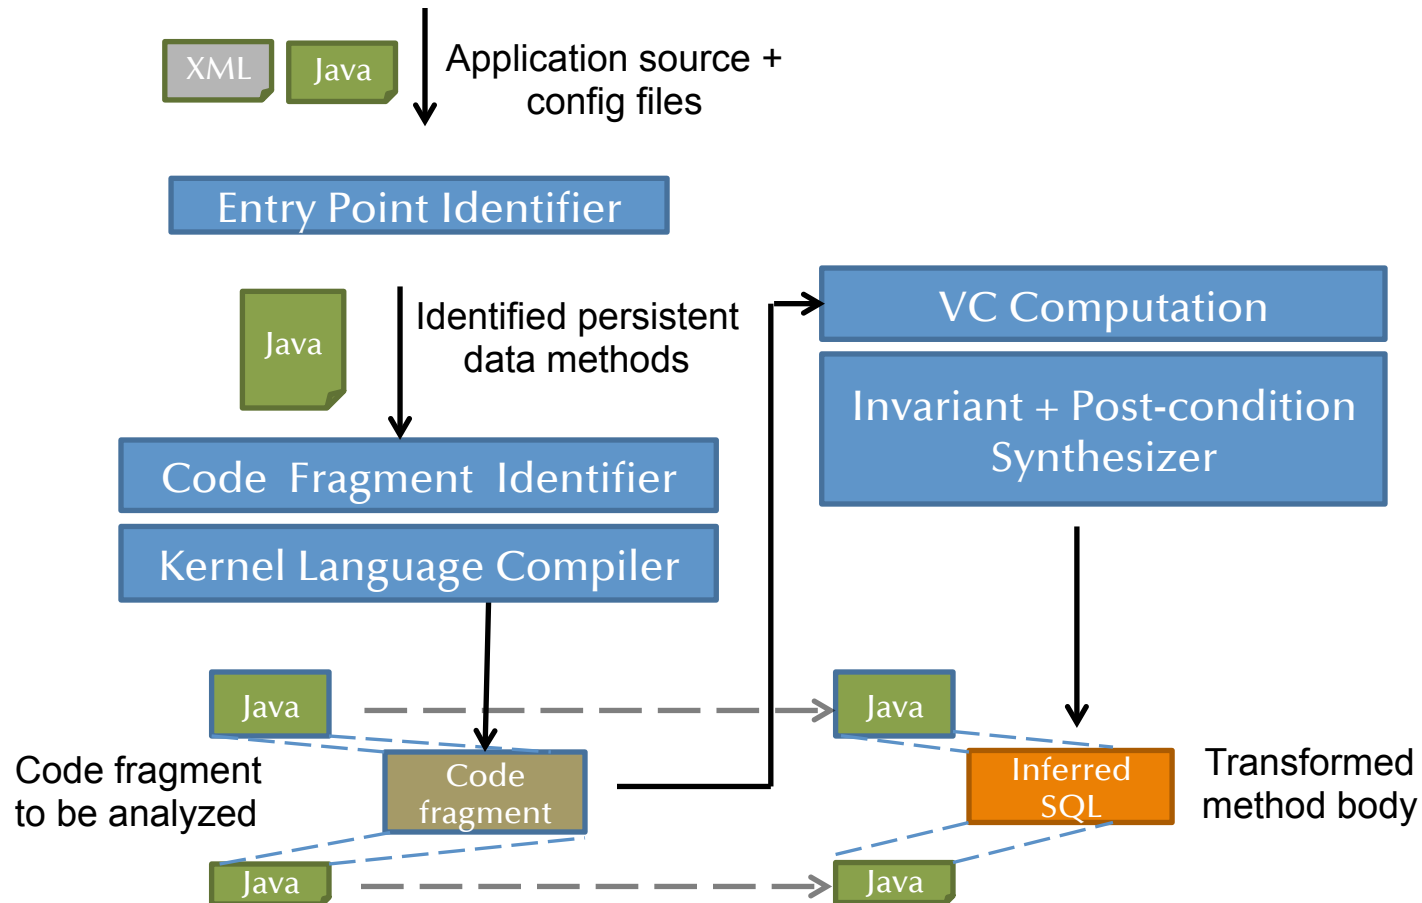 XML
Java
Application source +
config files
Entry Point Identifier
Java
Identified persistent
data methods
Code Fragment Identifier
Kernel Language Compiler
VC Computation
Invariant + Post-condition
Synthesizer
Java
Code fragment
to be analyzed
Code
fragment
Java
Java
Inferred
SQL
Transformed
method body
Java